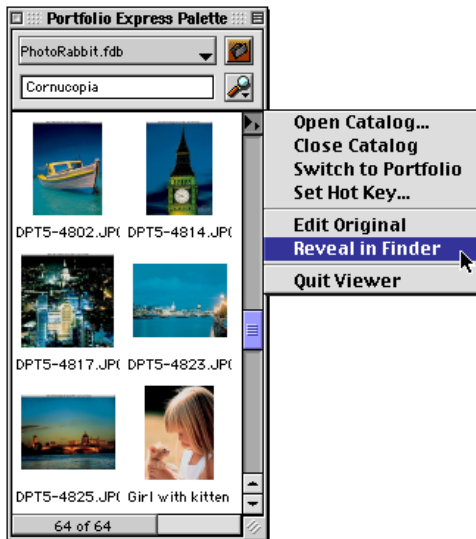 Portfolio Express Palette
PhotoRabbit.fdb
Cornucopia
Open Catalog...
Close Catalog
Switch to Portfolio
Set Hot Key...
Edit Original
Reveal in Finder
Quit Viewer
DPT5-4802.JP( DPT5-4814.JP(
DPT5-4817.JP( DPT5-4823.JP(
DPT5-4825.JP( Girl with kitten
64 of 64